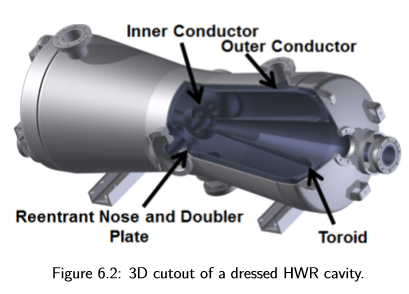 Inner Conductor
Outer Conductor
Reentrant Nose and Doubler
Plate
Toroid
Figure 6.2: 3D cutout of a dressed HWR cavity.